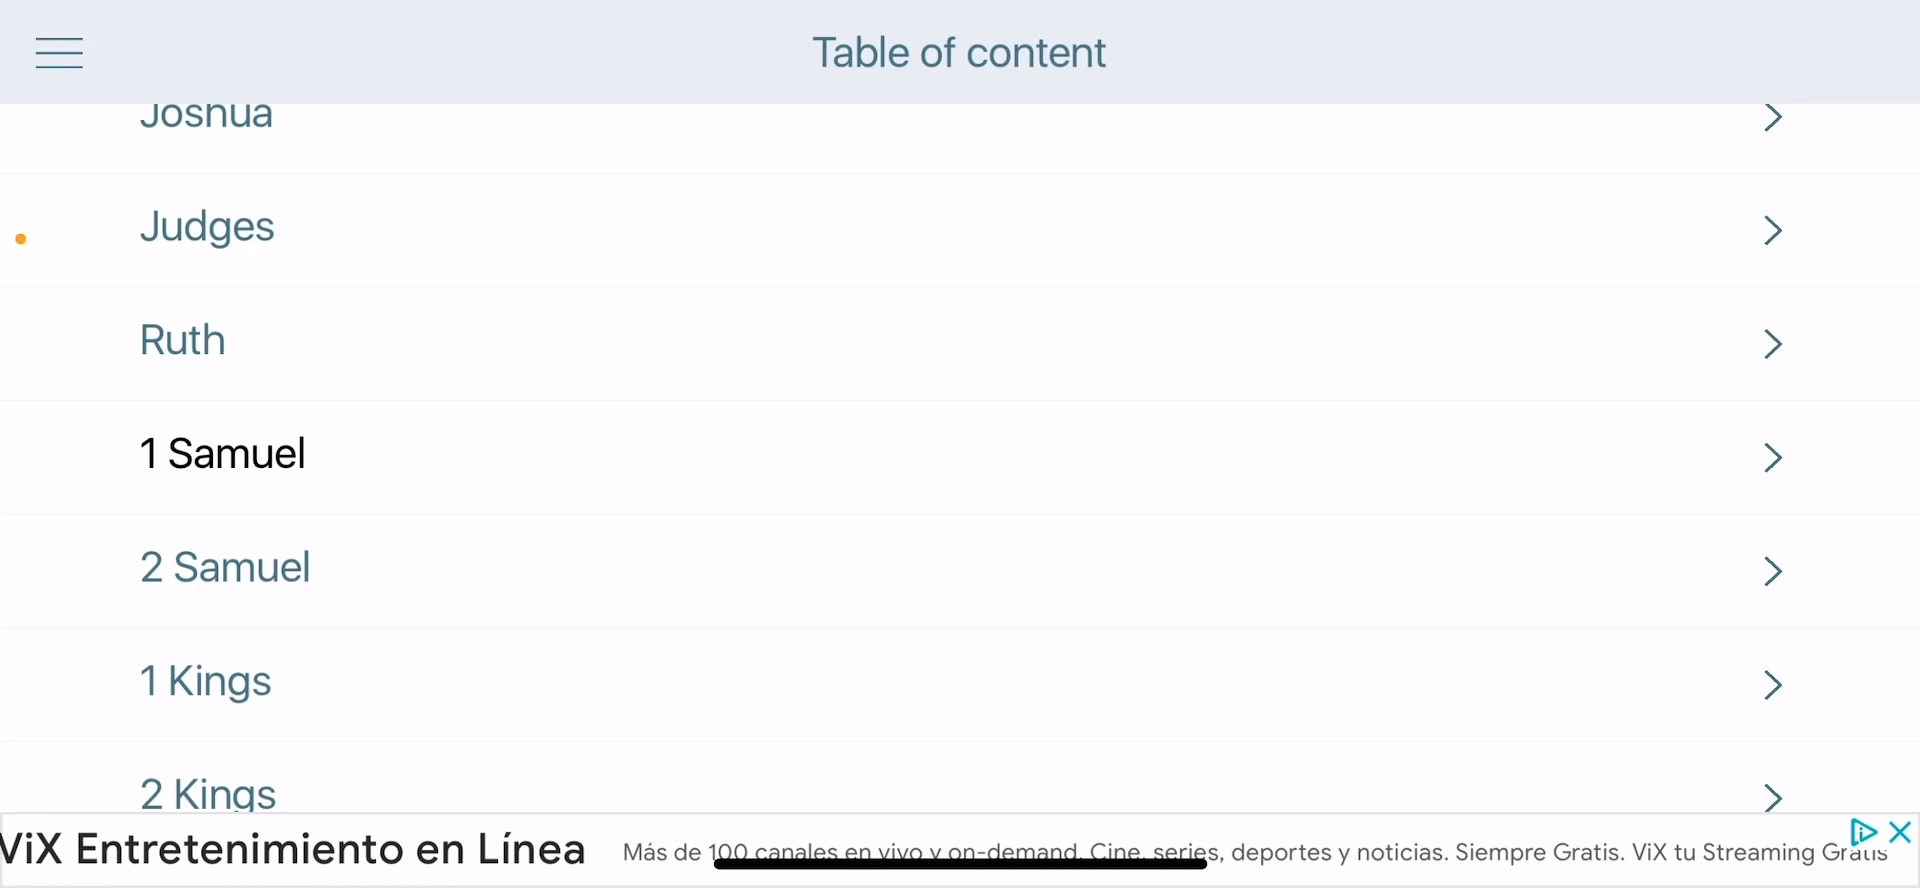 Table of content
Joshua
Judges
Ruth
1 Samuel
2 Samuel
1 Kings
2 Kings
ViX Entretenimiento en Línea
Más de 100 canales en vivo y on-demand. Cine, series, deportes y noticias. Siempre Gratis. ViX tu Streaming Gratis